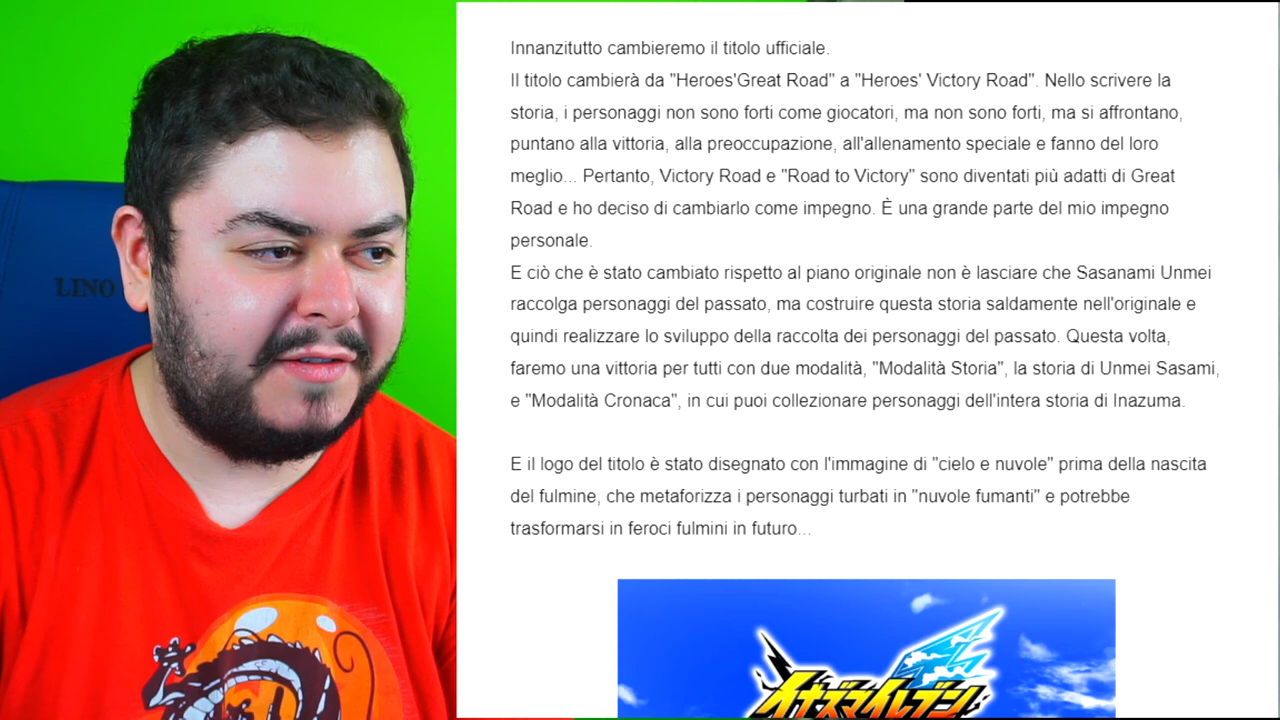 Innanzitutto cambieremo il titolo ufficiale.
Il titolo cambierà da "Heroes'Great Road" a "Heroes' Victory Road". Nello scrivere la
storia, i personaggi non sono forti come giocatori, ma non sono forti, ma si affrontano,
puntano alla vittoria, alla preoccupazione, all'allenamento speciale e fanno del loro
meglio... Pertanto, Victory Road e "Road to Victory" sono diventati più adatti di Great
Road e ho deciso di cambiarlo come impegno. È una grande parte del mio impegno
personale.
E ciò che è stato cambiato rispetto al piano originale non è lasciare che Sasanami Unmei
raccolga personaggi del passato, ma costruire questa storia saldamente nell'originale e
quindi realizzare lo sviluppo della raccolta dei personaggi del passato. Questa volta,
faremo una vittoria per tutti con due modalità, "Modalità Storia", la storia di Unmei Sasami,
e "Modalità Cronaca", in cui puoi collezionare personaggi dell'intera storia di Inazuma.
E il logo del titolo è stato disegnato con l'immagine di "cielo e nuvole" prima della nascita
del fulmine, che metaforizza i personaggi turbati in "nuvole fumanti" e potrebbe
trasformarsi in feroci fulmini in futuro...
イナズマイレブン
LINO